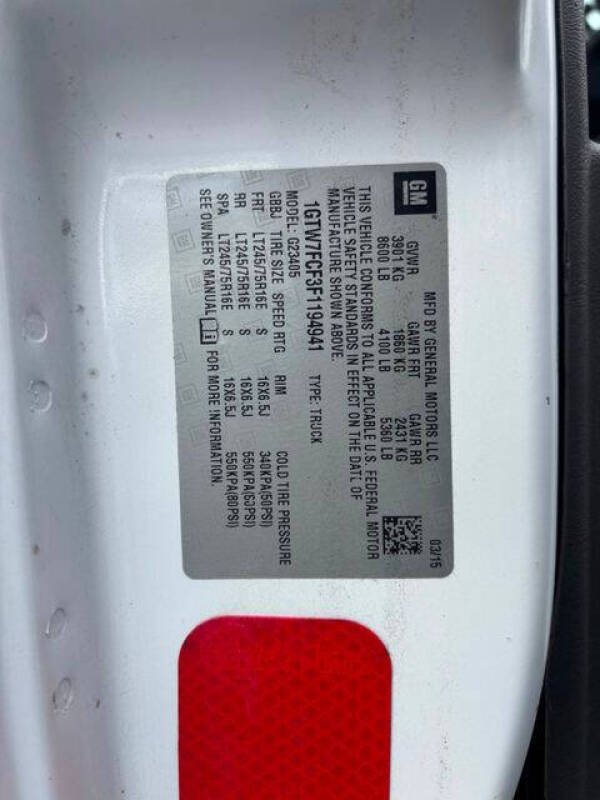 GM
MFD BY GENERAL MOTORS LLC 03/15
GVWR GAWR FRT GAWR RR
3901 KG 1860 KG 2431 KG
8600 LB 4100 LB 5360 LB
THIS VEHICLE CONFORMS TO ALL APPLICABLE U.S. FEDERAL MOTOR
VEHICLE SAFETY STANDARDS IN EFFECT ON THE DATE OF
MANUFACTURE SHOWN ABOVE.
1GTW7FCF3F1194941 TYPE: TRUCK
MODEL: G23405
GBBJ TIRE SIZE SPEED RTG RIM COLD TIRE PRESSURE
FRT LT245/75R16E S 16X6.5J 340KPA(50PSI)
RR LT245/75R16E S 16X6.5J 550KPA(80PSI)
SPA LT245/75R16E S 16X6.5J 550KPA(80PSI)
SEE OWNER'S MANUAL FOR MORE INFORMATION.